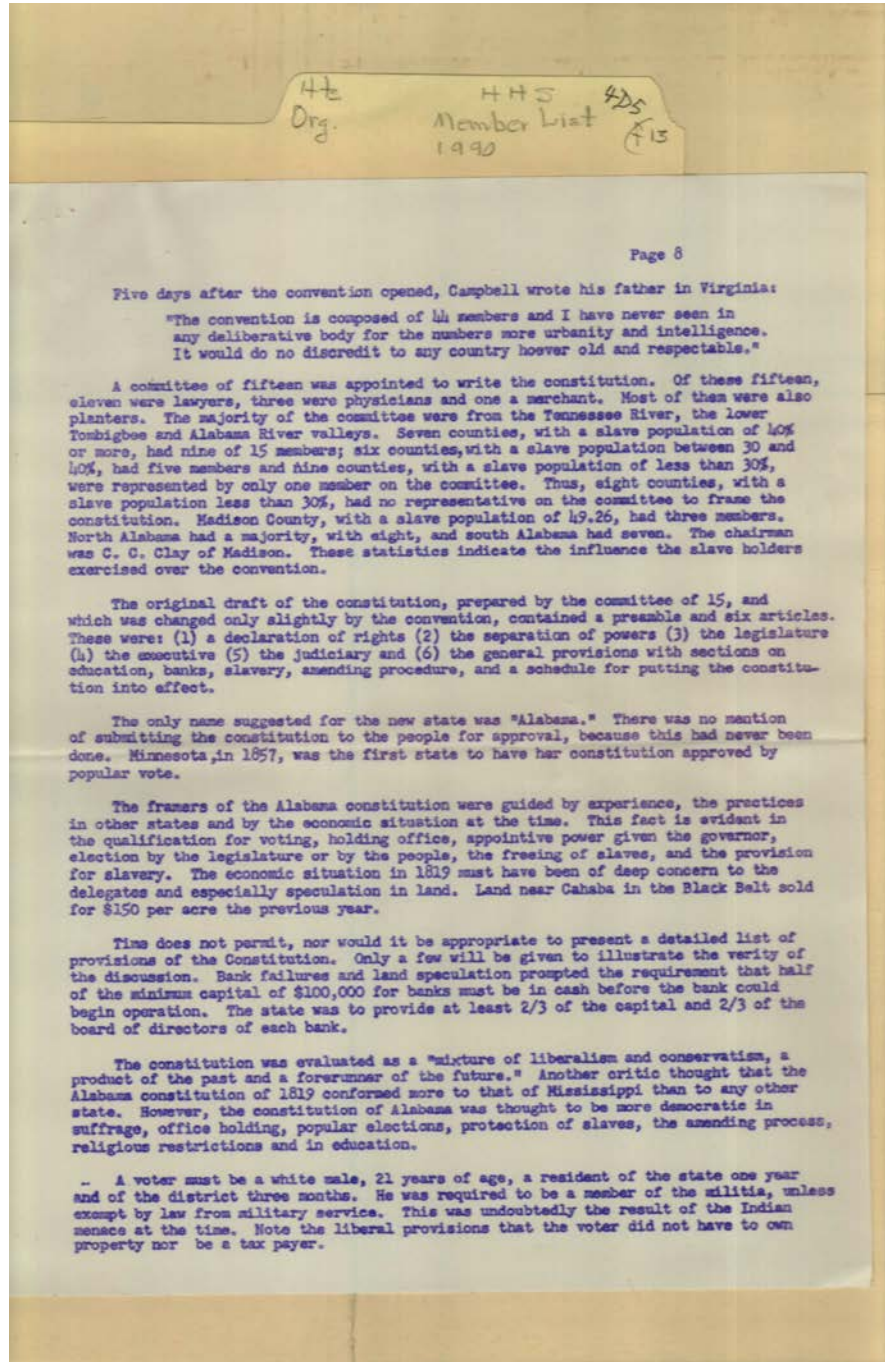 Hts HHS 4D5
Org. Member List F13
1990
Page 8
Five days after the convention opened, Campbell wrote his father in Virginia:
"The convention is composed of 44 members and I have never seen in
any deliberative body for the numbers more urbanity and intelligence.
It would do no discredit to any country hoever old and respectable."
A committee of fifteen was appointed to write the constitution. Of these fifteen,
eleven were lawyers, three were physicians and one a merchant. Most of them were also
planters. The majority of the committee were from the Tennessee River, the lower
Tombigbee and Alabama River valleys. Seven counties, with a slave population of 40%
or more, had nine of 15 members; six counties,with a slave population between 30 and
40%, had five members and nine counties, with a slave population of less than 30%,
were represented by only one member on the committee. Thus, eight counties, with a
slave population less than 30%, had no representative on the committee to frame the
constitution. Madison County, with a slave population of 49.26, had three members.
North Alabama had a majority, with eight, and south Alabama had seven. The chairman
was C. C. Clay of Madison. These statistics indicate the influence the slave holders
exercised over the convention.
The original draft of the constitution, prepared by the committee of 15, and
which was changed only slightly by the convention, contained a preamble and six articles.
These were: (1) a declaration of rights (2) the separation of powers (3) the legislature
(4) the executive (5) the judiciary and (6) the general provisions with sections on
education, banks, slavery, amending procedure, and a schedule for putting the constitu-
tion into effect.
The only name suggested for the new state was "Alabama." There was no mention
of submitting the constitution to the people for approval, because this had never been
done. Minnesota,in 1857, was the first state to have her constitution approved by
popular vote.
The framers of the Alabama constitution were guided by experience, the practices
in other states and by the economic situation at the time. This fact is evident in
the qualification for voting, holding office, appointive power given the governor,
election by the legislature or by the people, the freeing of slaves, and the provision
for slavery. The economic situation in 1819 must have been of deep concern to the
delegates and especially speculation in land. Land near Cahaba in the Black Belt sold
for $150 per acre the previous year.
Time does not permit, nor would it be appropriate to present a detailed list of
provisions of the Constitution. Only a few will be given to illustrate the verity of
the discussion. Bank failures and land speculation prompted the requirement that half
of the minimum capital of $100,000 for banks must be in cash before the bank could
begin operation. The state was to provide at least 2/3 of the capital and 2/3 of the
board of directors of each bank.
The constitution was evaluated as a "mixture of liberalism and conservatism, a
product of the past and a forerunner of the future." Another critic thought that the
Alabama constitution of 1819 conformed more to that of Mississippi than to any other
state. However, the constitution of Alabama was thought to be more democratic in
suffrage, office holding, popular elections, protection of slaves, the amending process,
religious restrictions and in education.
A voter must be a white male, 21 years of age, a resident of the state one year
and of the district three months. He was required to be a member of the militia, unless
exempt by law from military service. This was undoubtedly the result of the Indian
menace at the time. Note the liberal provisions that the voter did not have to own
property nor be a tax payer.